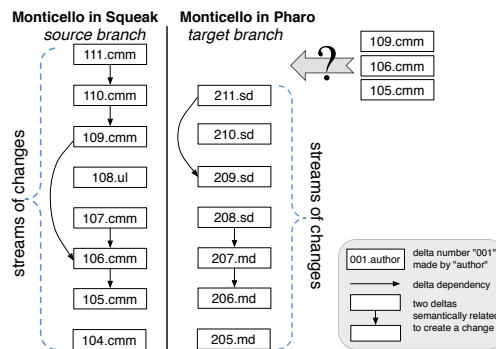 Monticello in Squeak
source branch
Monticello in Pharo
target branch
streams of changes
111.cmm
110.cmm
109.cmm
108.ul
107.cmm
106.cmm
105.cmm
104.cmm
211.sd
210.sd
209.sd
208.sd
207.md
206.md
205.md
streams of changes
?
109.cmm
106.cmm
105.cmm
001.author
delta number "001"
made by "author"
delta dependency
two deltas
semantically related
to create a change